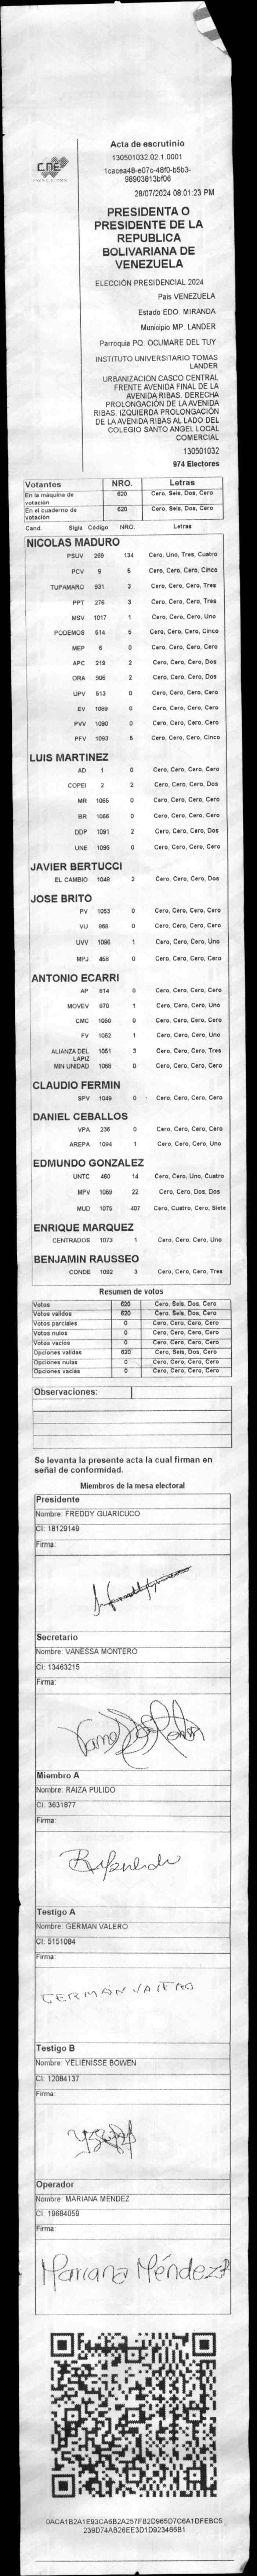 CNE
Acta de escrutinio
130501032.02.1.0001
1cacea48-e07c-48f0-b5b3-
98903813bf06
28/07/2024 08:01:23 PM
PRESIDENTA O
PRESIDENTE DE LA
REPUBLICA
BOLIVARIANA DE
VENEZUELA
ELECCIÓN PRESIDENCIAL 2024
Pais VENEZUELA
Estado EDO. MIRANDA
Municipio MP. LANDER
Parroquia PQ. OCUMARE DEL TUY
INSTITUTO UNIVERSITARIO TOMAS
LANDER
URBANIZACION CASCO CENTRAL
FRENTE AVENIDA FINAL DE LA
AVENIDA RIBAS. DERECHA
PROLONGACIÓN DE LA AVENIDA
RIBAS. IZQUIERDA PROLONGACIÓN
DE LA AVENIDA RIBAS AL LADO DEL
COLEGIO SANTO ANGEL LOCAL
COMERCIAL
130501032
974 Electores
Votantes NRO. Letras
En la máquina de votación 620 Cero, Seis, Dos, Cero
En el cuaderno de votación 620 Cero, Seis, Dos, Cero
Cand. Sigla Código NRO. Letras
NICOLAS MADURO
PSUV 269 134 Cero, Uno, Tres, Cuatro
PCV 9 5 Cero, Cero, Cero, Cinco
TUPAMARO 931 3 Cero, Cero, Cero, Tres
PPT 276 3 Cero, Cero, Cero, Tres
MSV 1017 1 Cero, Cero, Cero, Uno
PODEMOS 514 5 Cero, Cero, Cero, Cinco
MEP 6 0 Cero, Cero, Cero, Cero
APC 219 2 Cero, Cero, Cero, Dos
ORA 906 2 Cero, Cero, Cero, Dos
UPV 613 0 Cero, Cero, Cero, Cero
EV 1089 0 Cero, Cero, Cero, Cero
PVV 1090 0 Cero, Cero, Cero, Cero
PFV 1093 5 Cero, Cero, Cero, Cinco
LUIS MARTINEZ
AD 1 0 Cero, Cero, Cero, Cero
COPEI 2 2 Cero, Cero, Cero, Dos
MR 1065 0 Cero, Cero, Cero, Cero
BR 1066 0 Cero, Cero, Cero, Cero
DDP 1091 2 Cero, Cero, Cero, Dos
UNE 1095 0 Cero, Cero, Cero, Cero
JAVIER BERTUCCI
EL CAMBIO 1048 2 Cero, Cero, Cero, Dos
JOSE BRITO
PV 1053 0 Cero, Cero, Cero, Cero
VU 868 0 Cero, Cero, Cero, Cero
UVV 1096 1 Cero, Cero, Cero, Uno
MPJ 458 0 Cero, Cero, Cero, Cero
ANTONIO ECARRI
AP 914 0 Cero, Cero, Cero, Cero
MOVEV 978 1 Cero, Cero, Cero, Uno
CMC 1060 0 Cero, Cero, Cero, Cero
FV 1062 1 Cero, Cero, Cero, Uno
ALIANZA DEL LAPIZ 1051 3 Cero, Cero, Cero, Tres
MIN UNIDAD 1058 0 Cero, Cero, Cero, Cero
CLAUDIO FERMIN
SPV 1049 0 Cero, Cero, Cero, Cero
DANIEL CEBALLOS
VPA 236 0 Cero, Cero, Cero, Cero
AREPA 1094 1 Cero, Cero, Cero, Uno
EDMUNDO GONZALEZ
UNTC 460 14 Cero, Cero, Uno, Cuatro
MPV 1069 22 Cero, Cero, Dos, Dos
MUD 1075 407 Cero, Cuatro, Cero, Siete
ENRIQUE MARQUEZ
CENTRADOS 1073 1 Cero, Cero, Cero, Uno
BENJAMIN RAUSSEO
CONDE 1092 3 Cero, Cero, Cero, Tres
Resumen de votos
Votos 620 Cero, Seis, Dos, Cero
Votos validos 620 Cero, Seis, Dos, Cero
Votos parciales 0 Cero, Cero, Cero, Cero
Votos nulos 0 Cero, Cero, Cero, Cero
Votos vacios 0 Cero, Cero, Cero, Cero
Opciones validas 620 Cero, Seis, Dos, Cero
Opciones nulas 0 Cero, Cero, Cero, Cero
Opciones vacias 0 Cero, Cero, Cero, Cero
Observaciones:
Se levanta la presente acta la cual firman en
señal de conformidad.
Miembros de la mesa electoral
Presidente
Nombre: FREDDY GUARICUCO
CI: 18129149
Firma:
Secretario
Nombre: VANESSA MONTERO
CI: 13463215
Firma:
Miembro A
Nombre: RAIZA PULIDO
CI: 3631877
Firma:
Testigo A
Nombre: GERMAN VALERO
CI: 5151084
Firma:
GERMÁN VALERO
Testigo B
Nombre: YELIENISSE BOWEN
CI: 12084137
Firma:
Operador
Nombre: MARIANA MENDEZ
CI: 19684059
Firma:
Mariana Méndez
0ACA1B2A1E93CA6B2A257FB2D965D7C6A1DFEBC5
239D74AB26EE3D1D923466B1